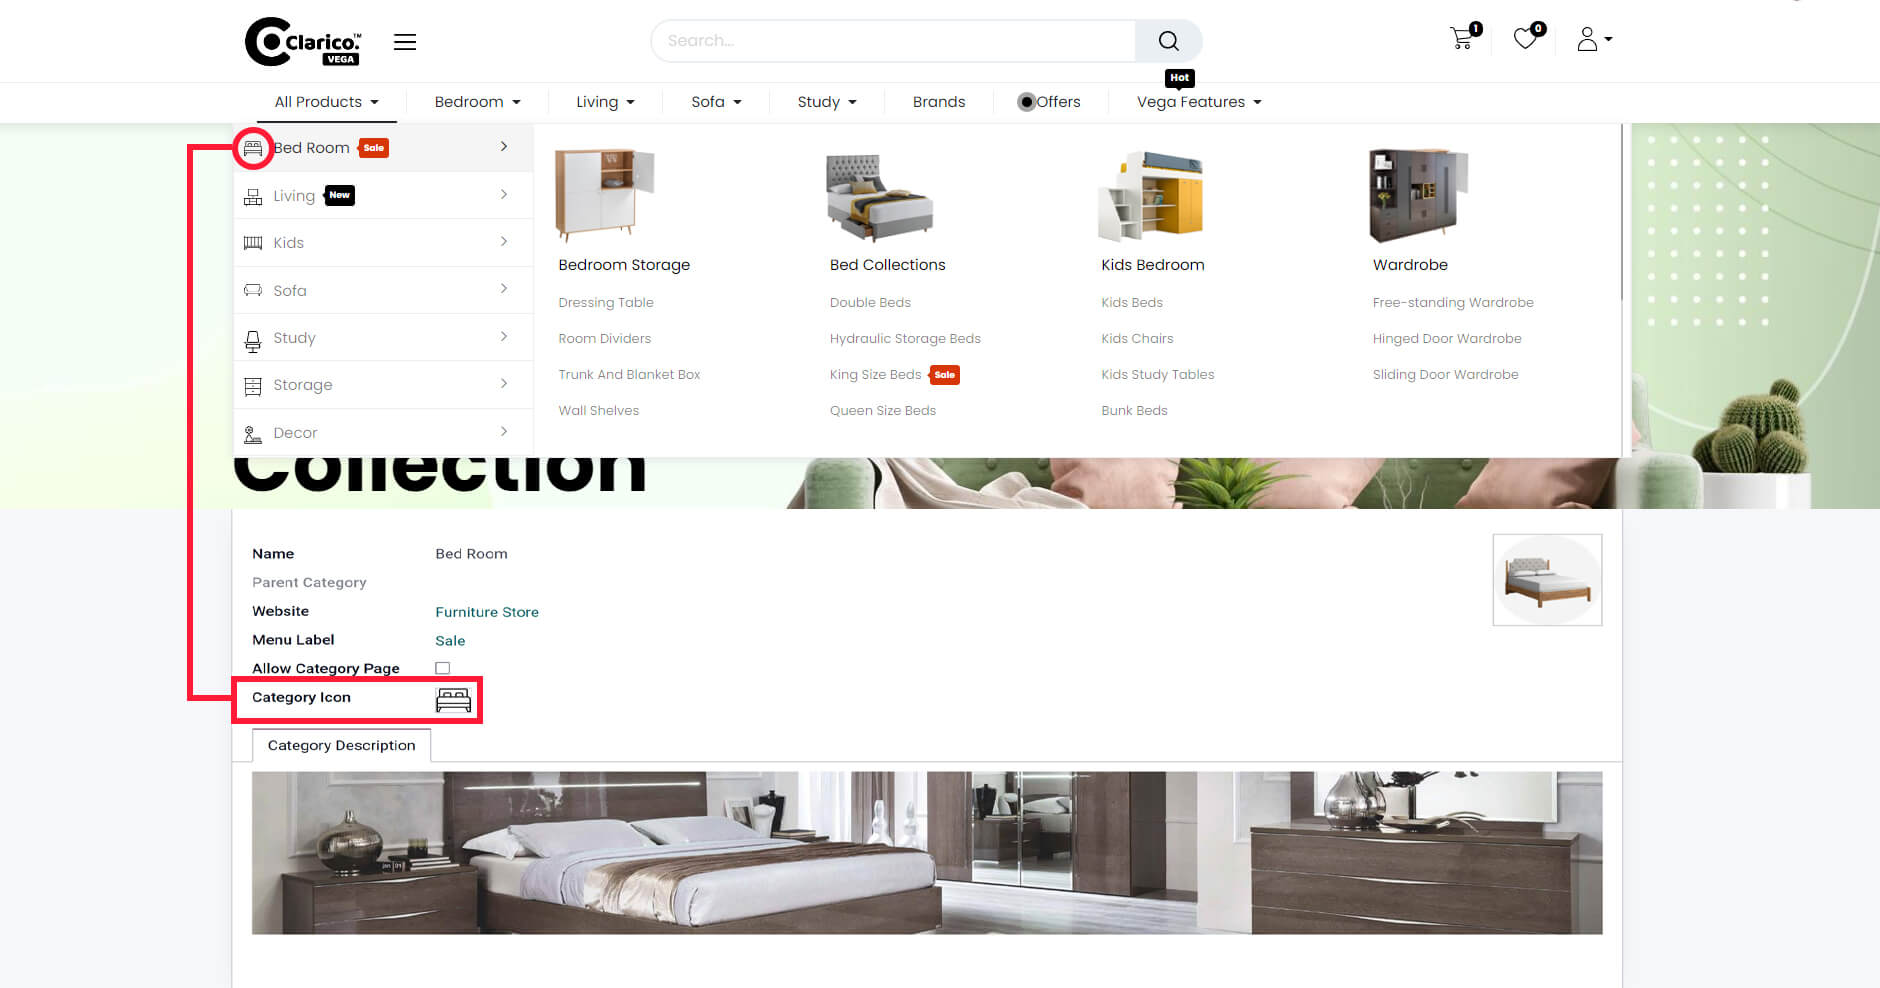 Clarico.™
VEGA
Search...
1
0
Hot
All Products
Bedroom
Living
Sofa
Study
Brands
Offers
Vega Features
Bed Room Sale
Living New
Kids
Sofa
Study
Storage
Decor
Bedroom Storage
Dressing Table
Room Dividers
Trunk And Blanket Box
Wall Shelves
Bed Collections
Double Beds
Hydraulic Storage Beds
King Size Beds Sale
Queen Size Beds
Kids Bedroom
Kids Beds
Kids Chairs
Kids Study Tables
Bunk Beds
Wardrobe
Free-standing Wardrobe
Hinged Door Wardrobe
Sliding Door Wardrobe
Collection
Name Bed Room
Parent Category
Website Furniture Store
Menu Label Sale
Allow Category Page
Category Icon
Category Description
jan 01